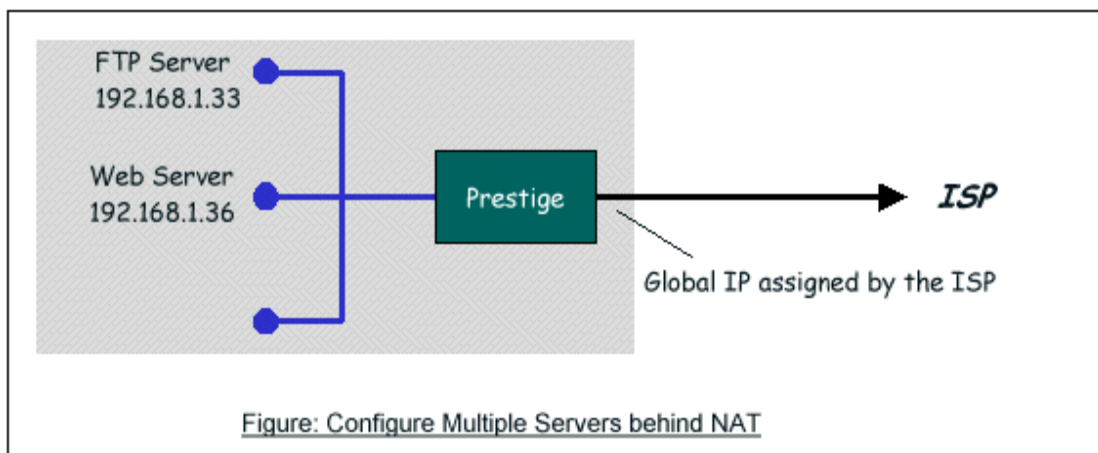 FTP Server
192.168.1.33
Web Server
192.168.1.36
Prestige
ISP
Global IP assigned by the ISP
Figure: Configure Multiple Servers behind NAT